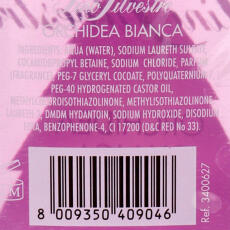 Silvestre
ORCHIDEA BIANCA
INGREDIENTS: AQUA (WATER), SODIUM LAURETH SULFATE,
COCAMIDOPROPYL BETAINE, SODIUM CHLORIDE, PARFUM
(FRAGRANCE), PEG-7 GLYCERYL COCOATE, POLYQUATERNIUM-7,
PEG-40 HYDROGENATED CASTOR OIL,
METHYLCHLOROISOTHIAZOLINONE, METHYLISOTHIAZOLINONE,
DMDM HYDANTOIN, SODIUM HYDROXIDE, DISODIUM
EDTA, BENZOPHENONE-4, CI 17200 (D&C RED No 33).
8 009350 409046
Ref. 3400627